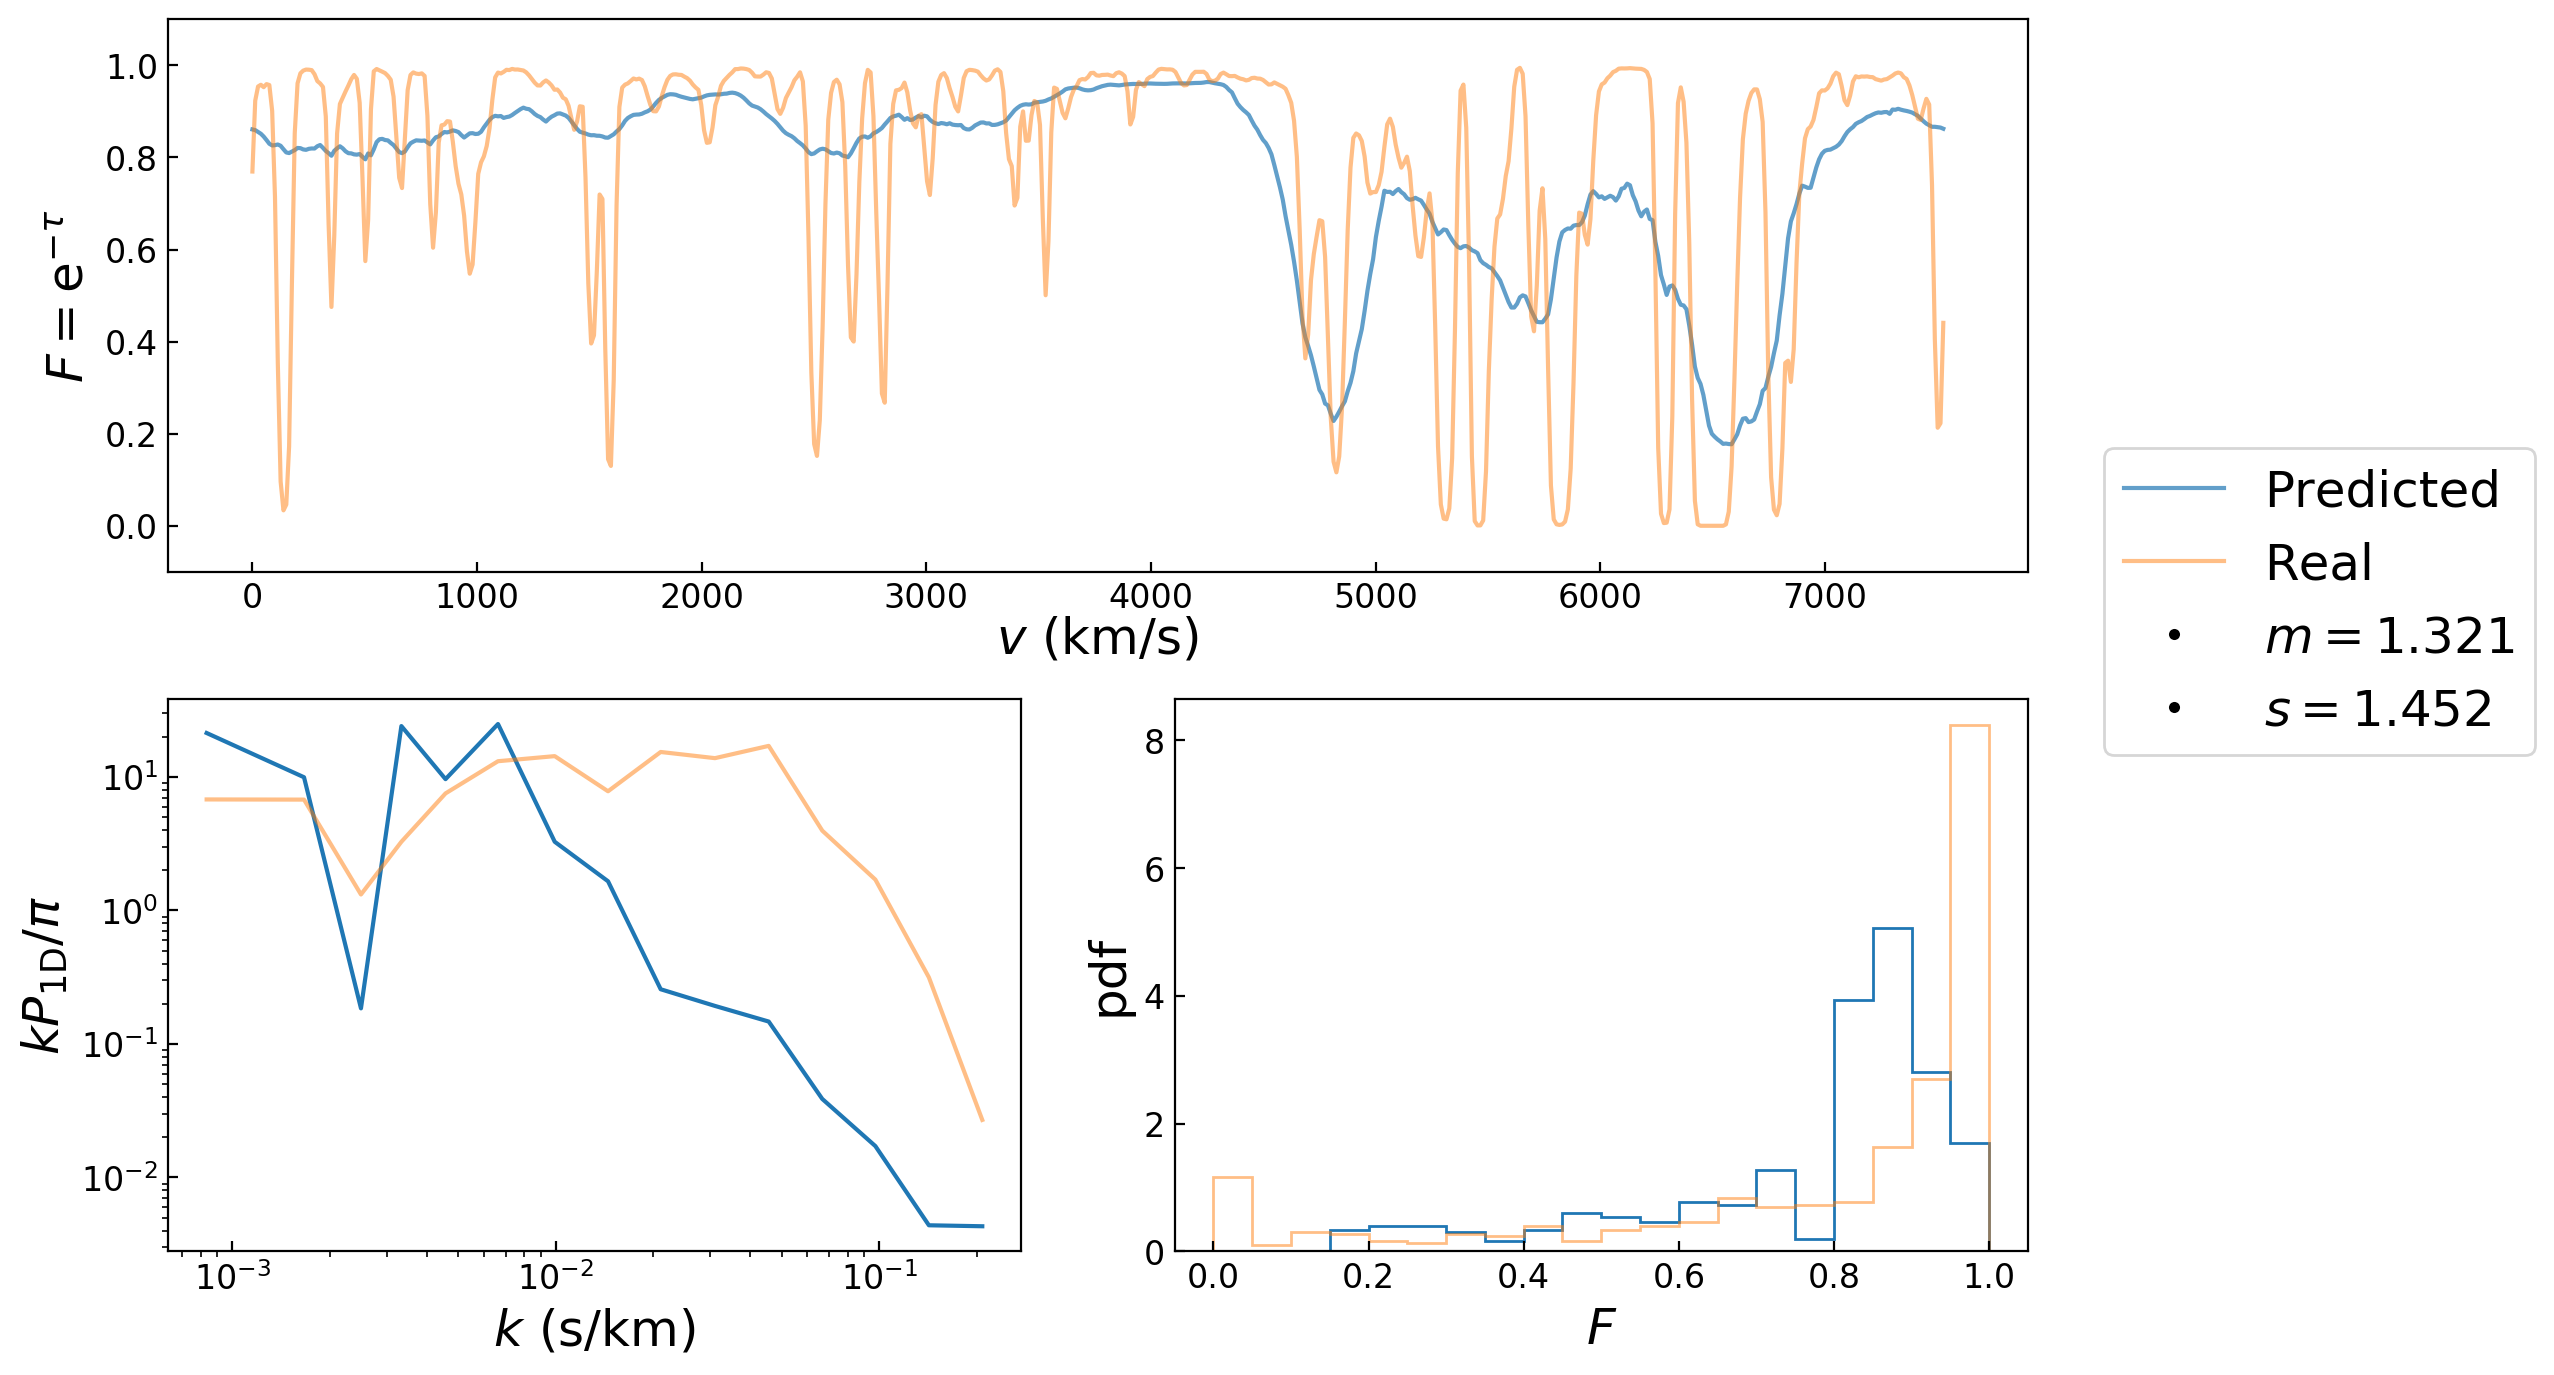 1.0
0.8
0.6
0.4
0.2
0.0
F = e^{−τ}
0 1000 2000 3000 4000 5000 6000 7000
v (km/s)
Predicted
Real
m = 1.321
s = 1.452
10^1
10^0
10^{−1}
10^{−2}
kP_{1D}/π
10^{−3} 10^{−2} 10^{−1}
k (s/km)
8
6
4
2
0
pdf
0.0 0.2 0.4 0.6 0.8 1.0
F